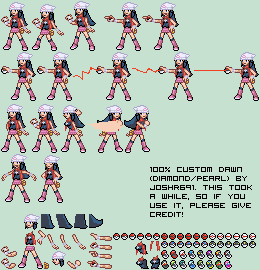 100% CUSTOM DAWN
(DIAMOND/PEARL) BY
JOSHR691. THIS TOOK
A WHILE, SO IF YOU
USE IT, PLEASE GIVE
CREDIT!